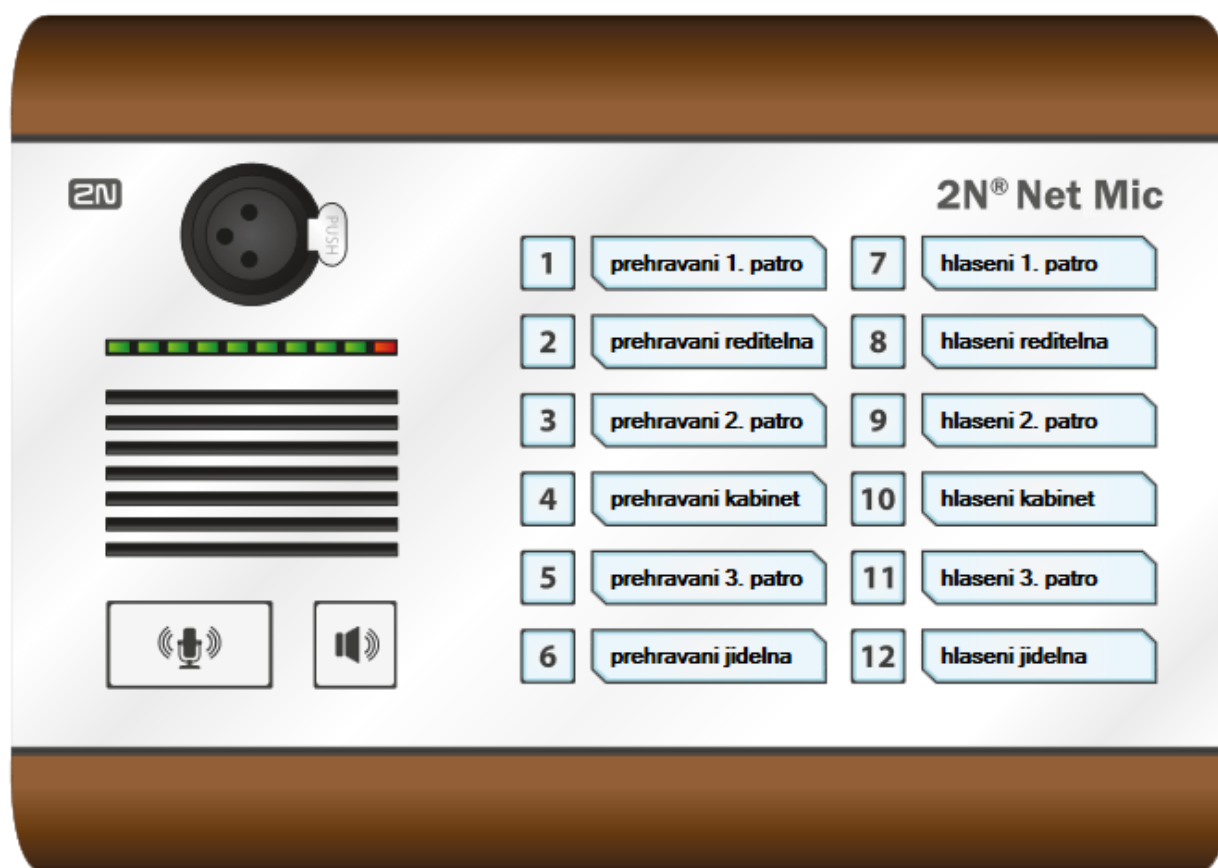 2N
2N® Net Mic
PUSH
1 prehravani 1. patro 7 hlaseni 1. patro
2 prehravani reditelna 8 hlaseni reditelna
3 prehravani 2. patro 9 hlaseni 2. patro
4 prehravani kabinet 10 hlaseni kabinet
5 prehravani 3. patro 11 hlaseni 3. patro
6 prehravani jidelna 12 hlaseni jidelna